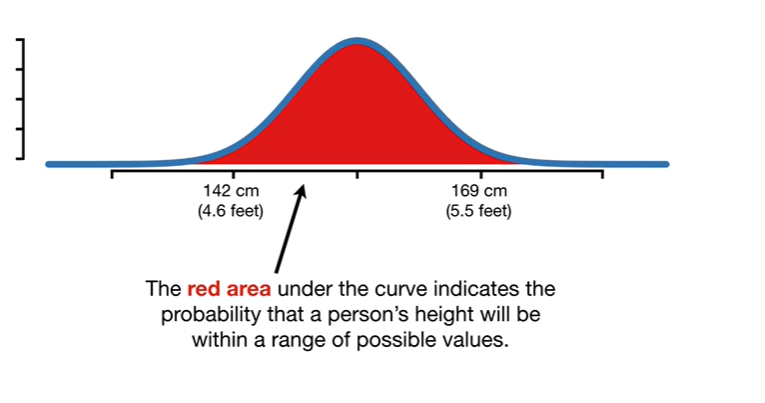 142 cm
(4.6 feet)
169 cm
(5.5 feet)
The red area under the curve indicates the
probability that a person’s height will be
within a range of possible values.